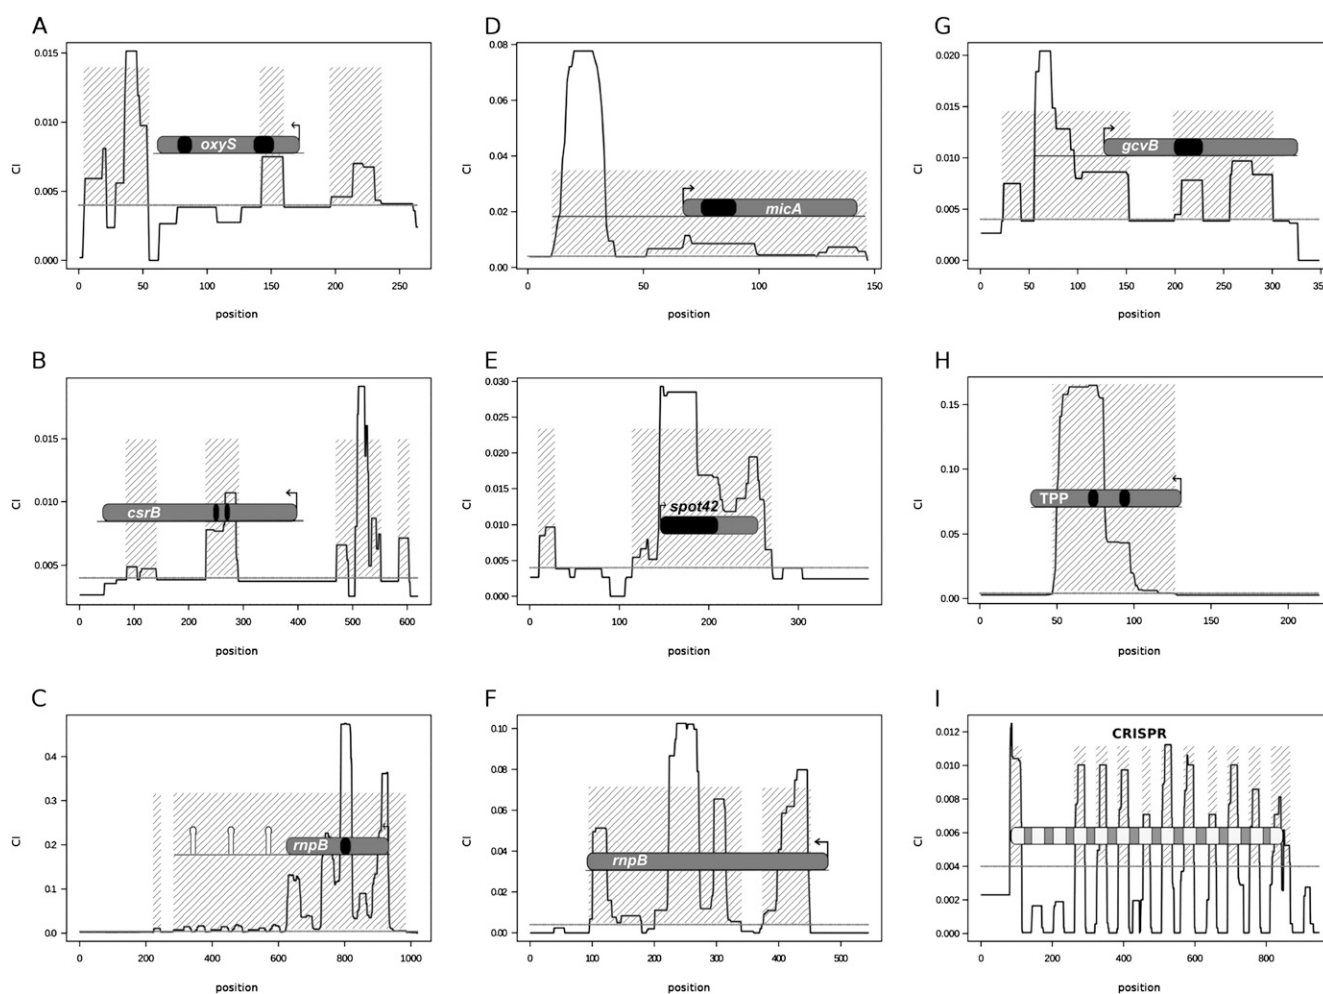 A
CI
0.015
0.010
0.005
0.000
oxyS
0 50 100 150 200 250
position
D
CI
0.08
0.06
0.04
0.02
0.00
micA
0 50 100 150
position
G
CI
0.020
0.015
0.010
0.005
0.000
gcvB
0 50 100 150 200 250 300
position
B
CI
0.015
0.010
0.005
csrB
0 100 200 300 400 500 600
position
E
CI
0.030
0.025
0.020
0.015
0.010
0.005
0.000
spot42
0 100 200 300
position
H
CI
0.15
0.10
0.05
0.00
TPP
0 50 100 150 200
position
C
CI
0.4
0.3
0.2
0.1
0.0
rnpB
0 200 400 600 800 1000
position
F
CI
0.10
0.08
0.06
0.04
0.02
0.00
rnpB
0 100 200 300 400 500
position
I
CI
0.012
0.010
0.008
0.006
0.004
0.002
0.000
CRISPR
0 200 400 600 800
position